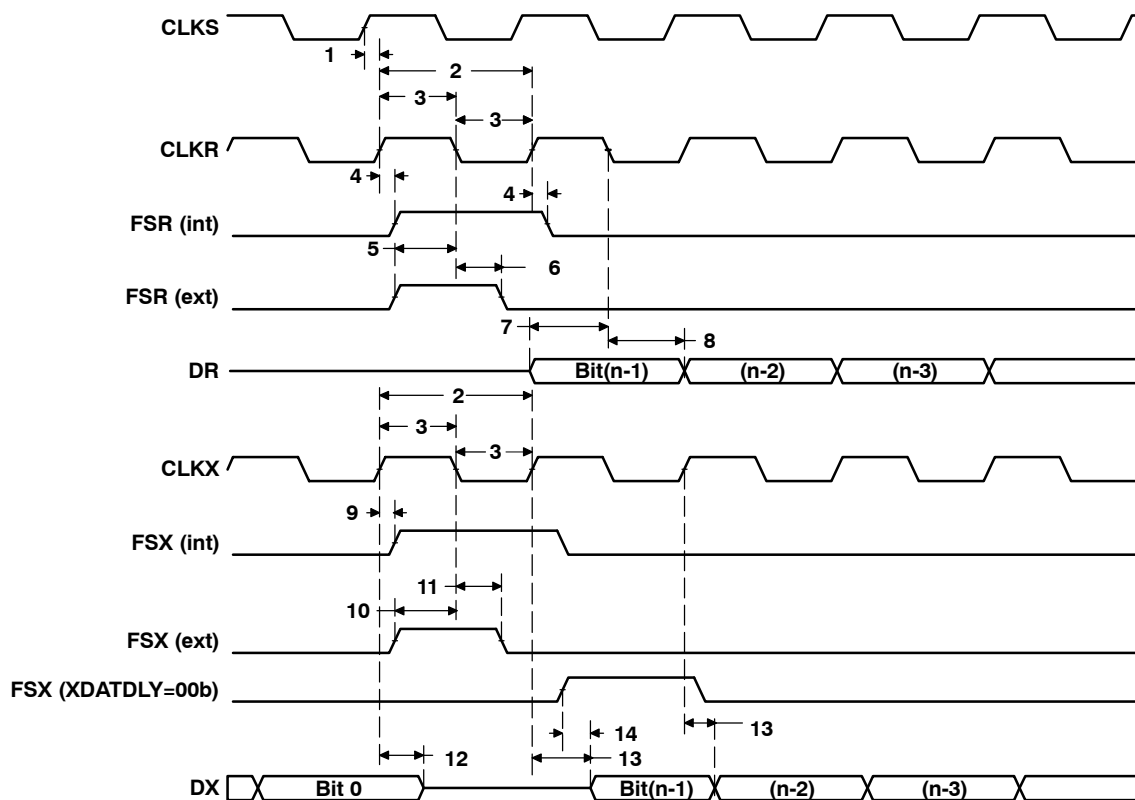 CLKS
1
2
3
3
CLKR
4
4
FSR (int)
5
6
FSR (ext)
7
8
DR
Bit(n-1)
(n-2)
(n-3)
2
3
3
CLKX
9
FSX (int)
11
10
FSX (ext)
FSX (XDATDLY=00b)
14
13
12
13
DX
Bit 0
Bit(n-1)
(n-2)
(n-3)